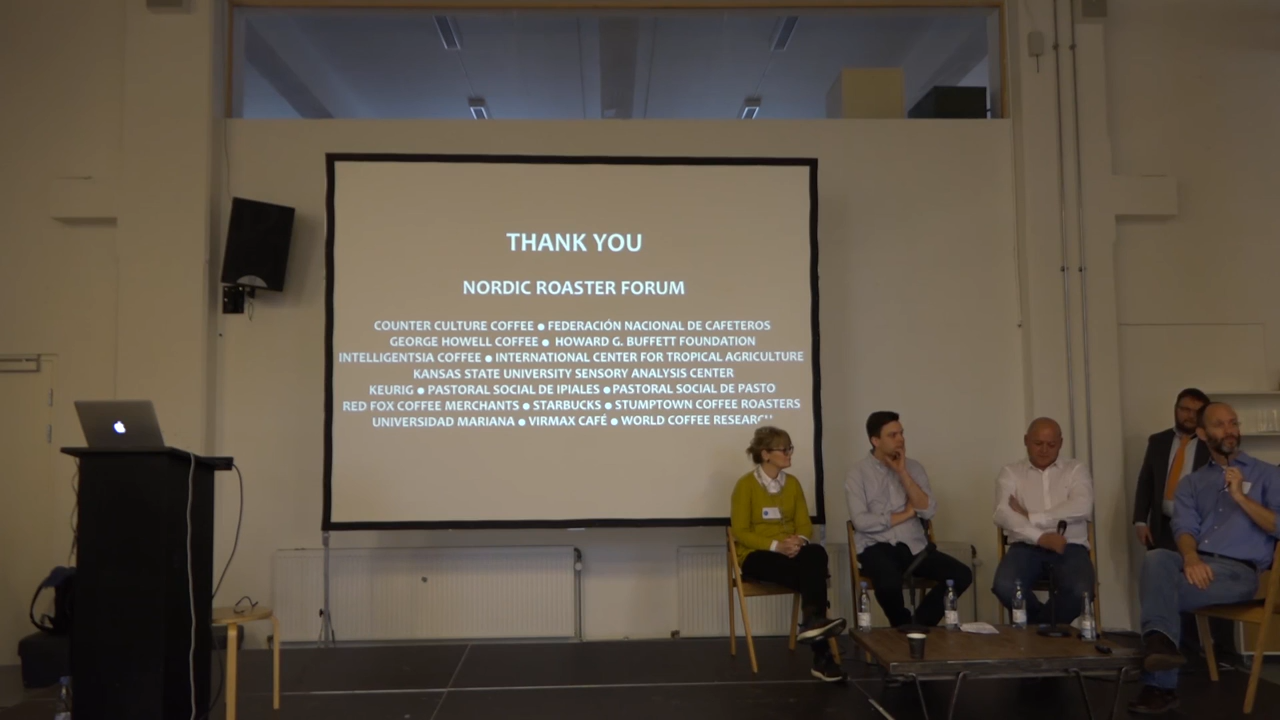 THANK YOU
NORDIC ROASTER FORUM
COUNTER CULTURE COFFEE ● FEDERACIÓN NACIONAL DE CAFETEROS
GEORGE HOWELL COFFEE ● HOWARD G. BUFFETT FOUNDATION
INTELLIGENTSIA COFFEE ● INTERNATIONAL CENTER FOR TROPICAL AGRICULTURE
KANSAS STATE UNIVERSITY SENSORY ANALYSIS CENTER
KEURIG ● PASTORAL SOCIAL DE IPIALES ● PASTORAL SOCIAL DE PASTO
RED FOX COFFEE MERCHANTS ● STARBUCKS ● STUMPTOWN COFFEE ROASTERS
UNIVERSIDAD MARIANA ● VIRMAX CAFÉ ● WORLD COFFEE RESEARCH